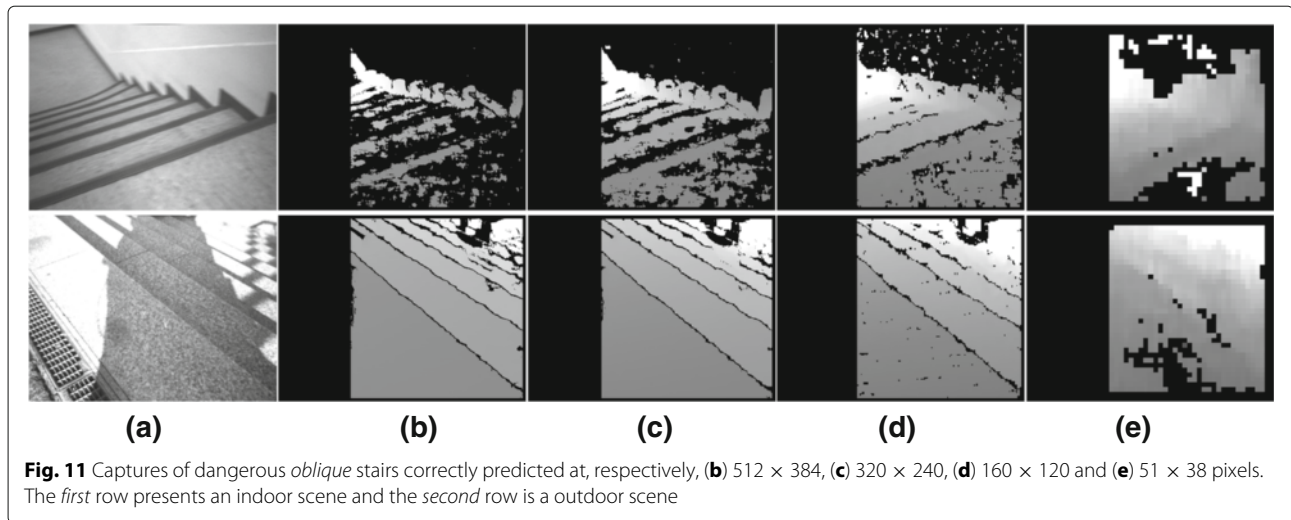 (a) (b) (c) (d) (e)
Fig. 11 Captures of dangerous oblique stairs correctly predicted at, respectively, (b) 512 × 384, (c) 320 × 240, (d) 160 × 120 and (e) 51 × 38 pixels.
The first row presents an indoor scene and the second row is a outdoor scene